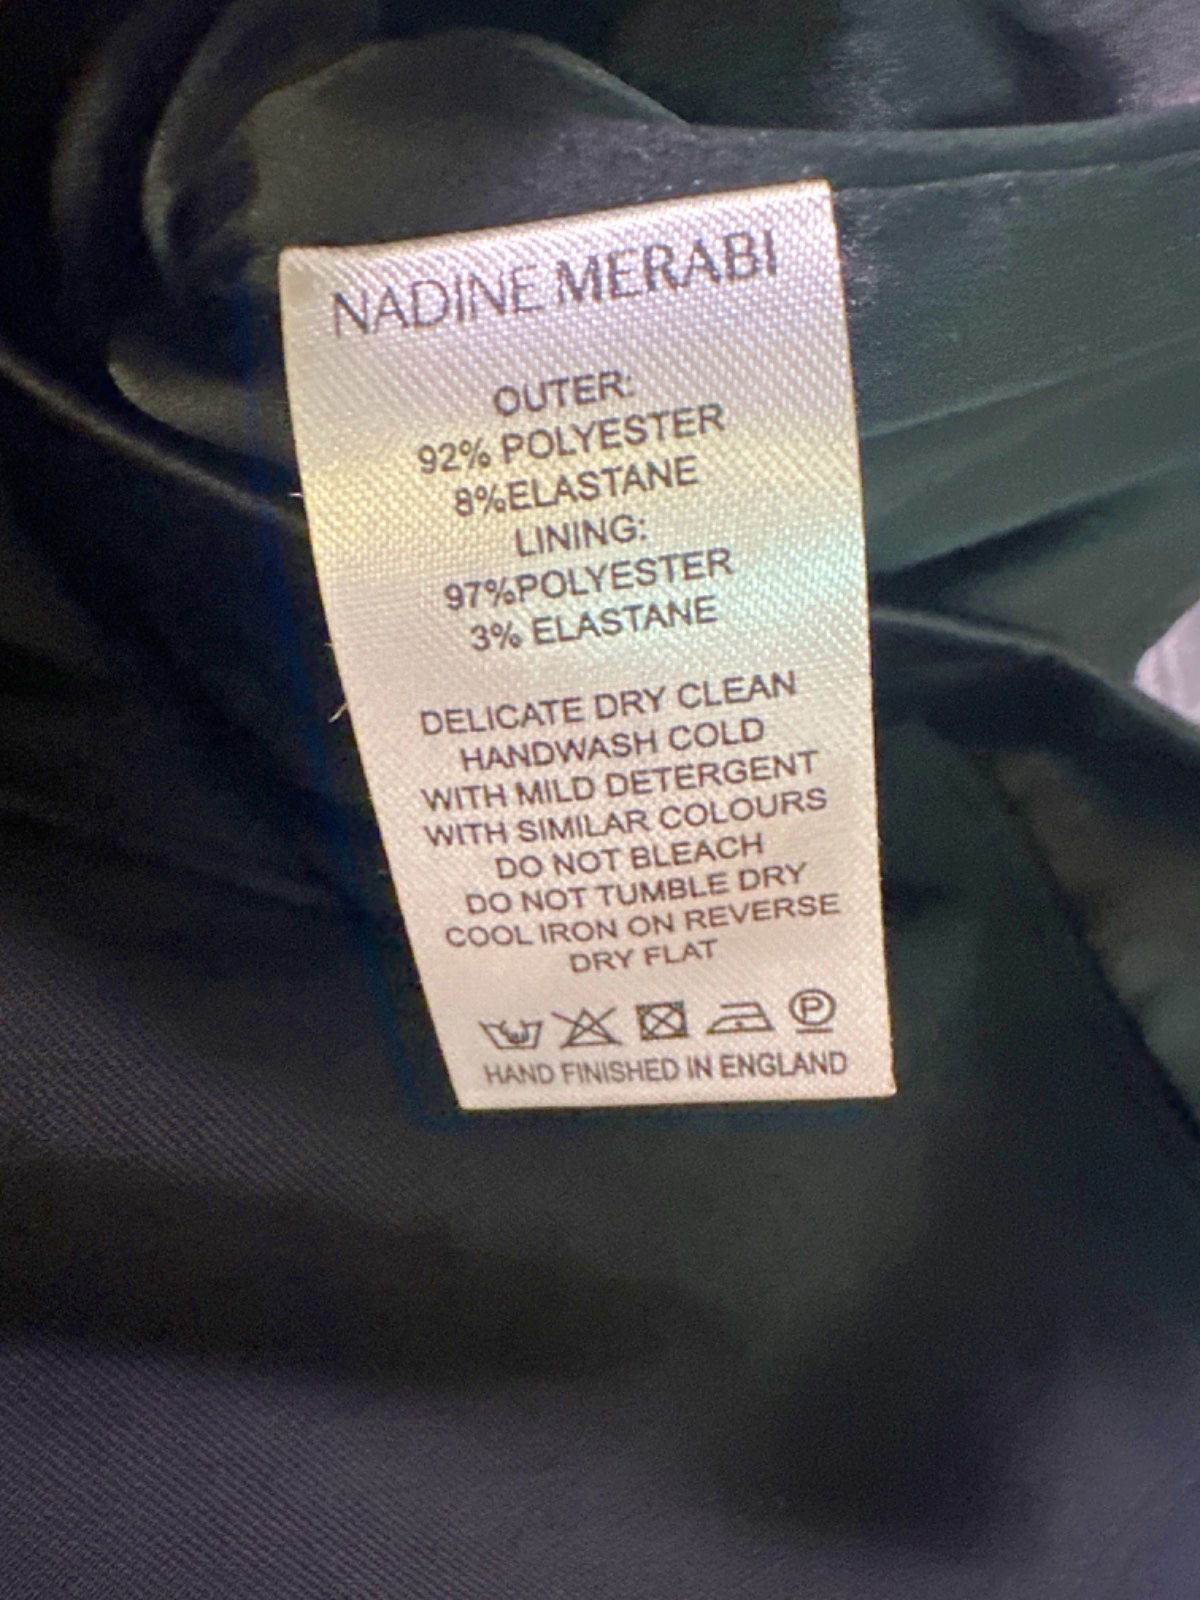 NADINE MERABI
OUTER:
92% POLYESTER
8%ELASTANE
LINING:
97%POLYESTER
3% ELASTANE
DELICATE DRY CLEAN
HANDWASH COLD
WITH MILD DETERGENT
WITH SIMILAR COLOURS
DO NOT BLEACH
DO NOT TUMBLE DRY
COOL IRON ON REVERSE
DRY FLAT
P
HAND FINISHED IN ENGLAND